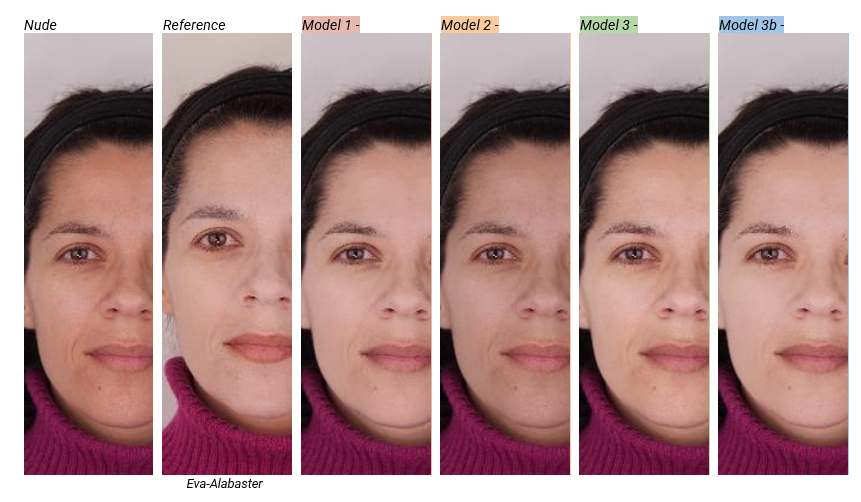 Nude
Reference
Model 1 -
Model 2 -
Model 3 -
Model 3b -
Eva-Alabaster